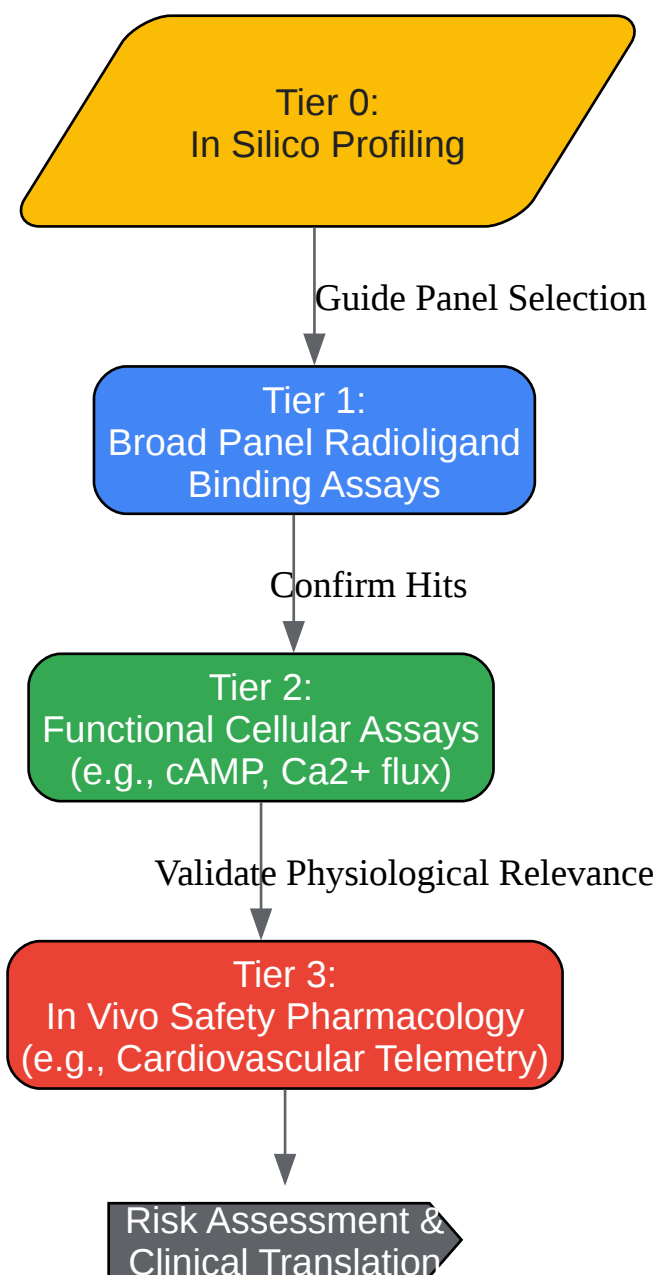 Tier 0:
In Silico Profiling
Guide Panel Selection
Tier 1:
Broad Panel Radioligand
Binding Assays
Confirm Hits
Tier 2:
Functional Cellular Assays
(e.g., cAMP, Ca2+ flux)
Validate Physiological Relevance
Tier 3:
In Vivo Safety Pharmacology
(e.g., Cardiovascular Telemetry)
Risk Assessment &
Clinical Translation